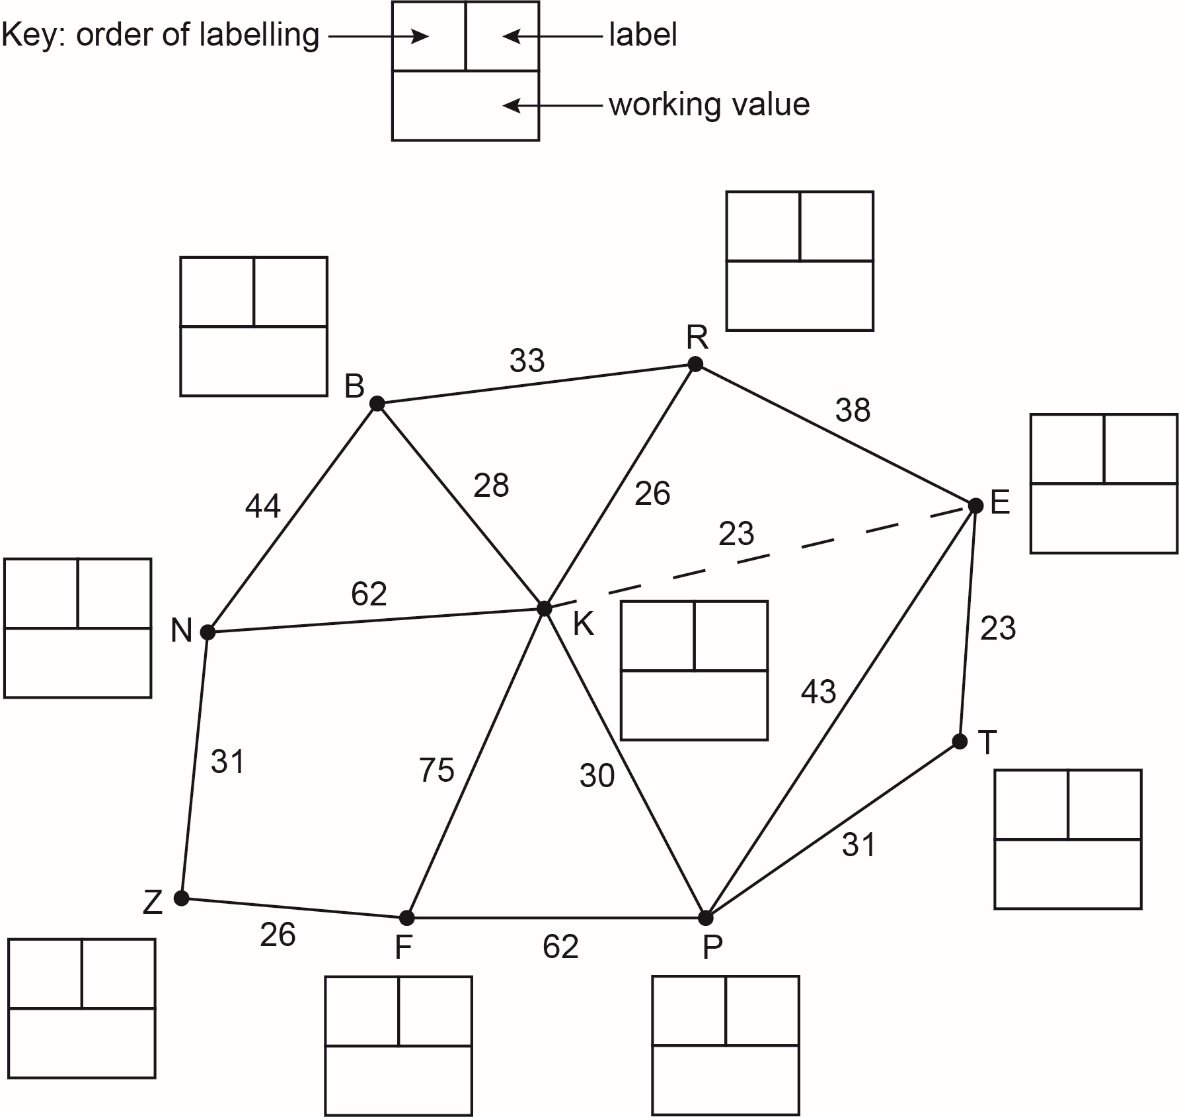 Key: order of labelling
label
working value
R
33
B
38
E
44
28
26
23
62
N
K
23
43
T
31
75
30
31
Z
26
F
62
P